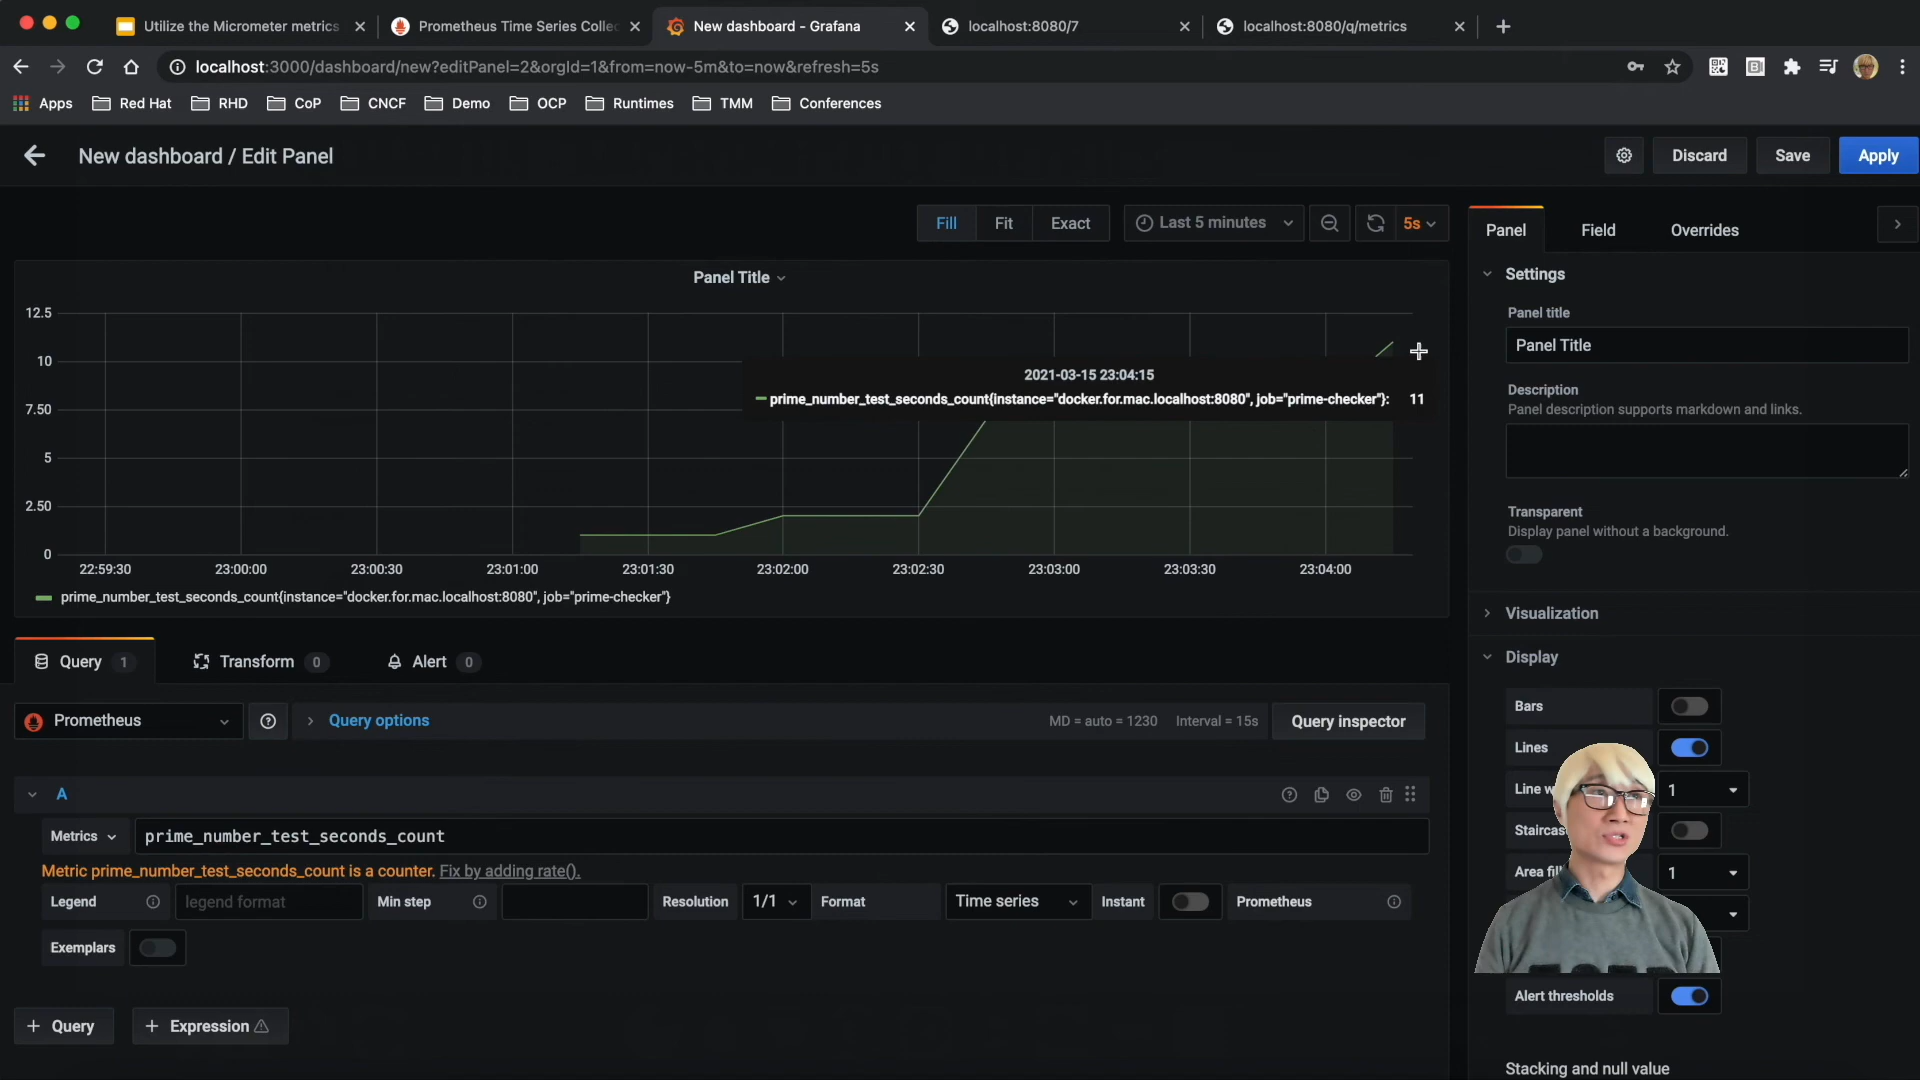 Utilize the Micrometer metrics
Prometheus Time Series Collec
New dashboard - Grafana
localhost:8080/7
localhost:8080/q/metrics
localhost:3000/dashboard/new?editPanel=2&orgId=1&from=now-5m&to=now&refresh=5s
Apps
Red Hat
RHD
CoP
CNCF
Demo
OCP
Runtimes
TMM
Conferences
New dashboard / Edit Panel
Discard
Save
Apply
Fill
Fit
Exact
Last 5 minutes
5s
Panel
Field
Overrides
Panel Title
12.5
10
7.50
5
2.50
0
2021-03-15 23:04:15
prime_number_test_seconds_count{instance="docker.for.mac.localhost:8080", job="prime-checker"}: 11
22:59:30
23:00:00
23:00:30
23:01:00
23:01:30
23:02:00
23:02:30
23:03:00
23:03:30
23:04:00
prime_number_test_seconds_count{instance="docker.for.mac.localhost:8080", job="prime-checker"}
Settings
Panel title
Panel Title
Description
Panel description supports markdown and links.
Transparent
Display panel without a background.
Visualization
Display
Bars
Lines
Line w
1
Staircas
Area fil
1
Alert thresholds
Stacking and null value
Query 1
Transform 0
Alert 0
Prometheus
Query options
MD = auto = 1230
Interval = 15s
Query inspector
A
Metrics
prime_number_test_seconds_count
Metric prime_number_test_seconds_count is a counter. Fix by adding rate().
Legend
legend format
Min step
Resolution
1/1
Format
Time series
Instant
Prometheus
Exemplars
+ Query
+ Expression